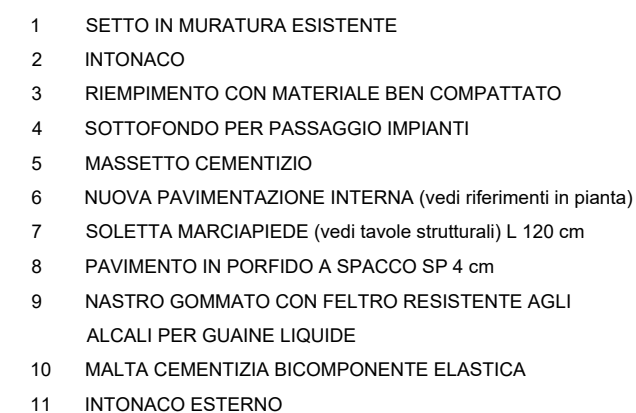 1 SETTO IN MURATURA ESISTENTE
2 INTONACO
3 RIEMPIMENTO CON MATERIALE BEN COMPATTATO
4 SOTTOFONDO PER PASSAGGIO IMPIANTI
5 MASSETTO CEMENTIZIO
6 NUOVA PAVIMENTAZIONE INTERNA (vedi riferimenti in pianta)
7 SOLETTA MARCIAPIEDE (vedi tavole strutturali) L 120 cm
8 PAVIMENTO IN PORFIDO A SPACCO SP 4 cm
9 NASTRO GOMMATO CON FELTRO RESISTENTE AGLI
ALCALI PER GUAINE LIQUIDE
10 MALTA CEMENTIZIA BICOMPONENTE ELASTICA
11 INTONACO ESTERNO